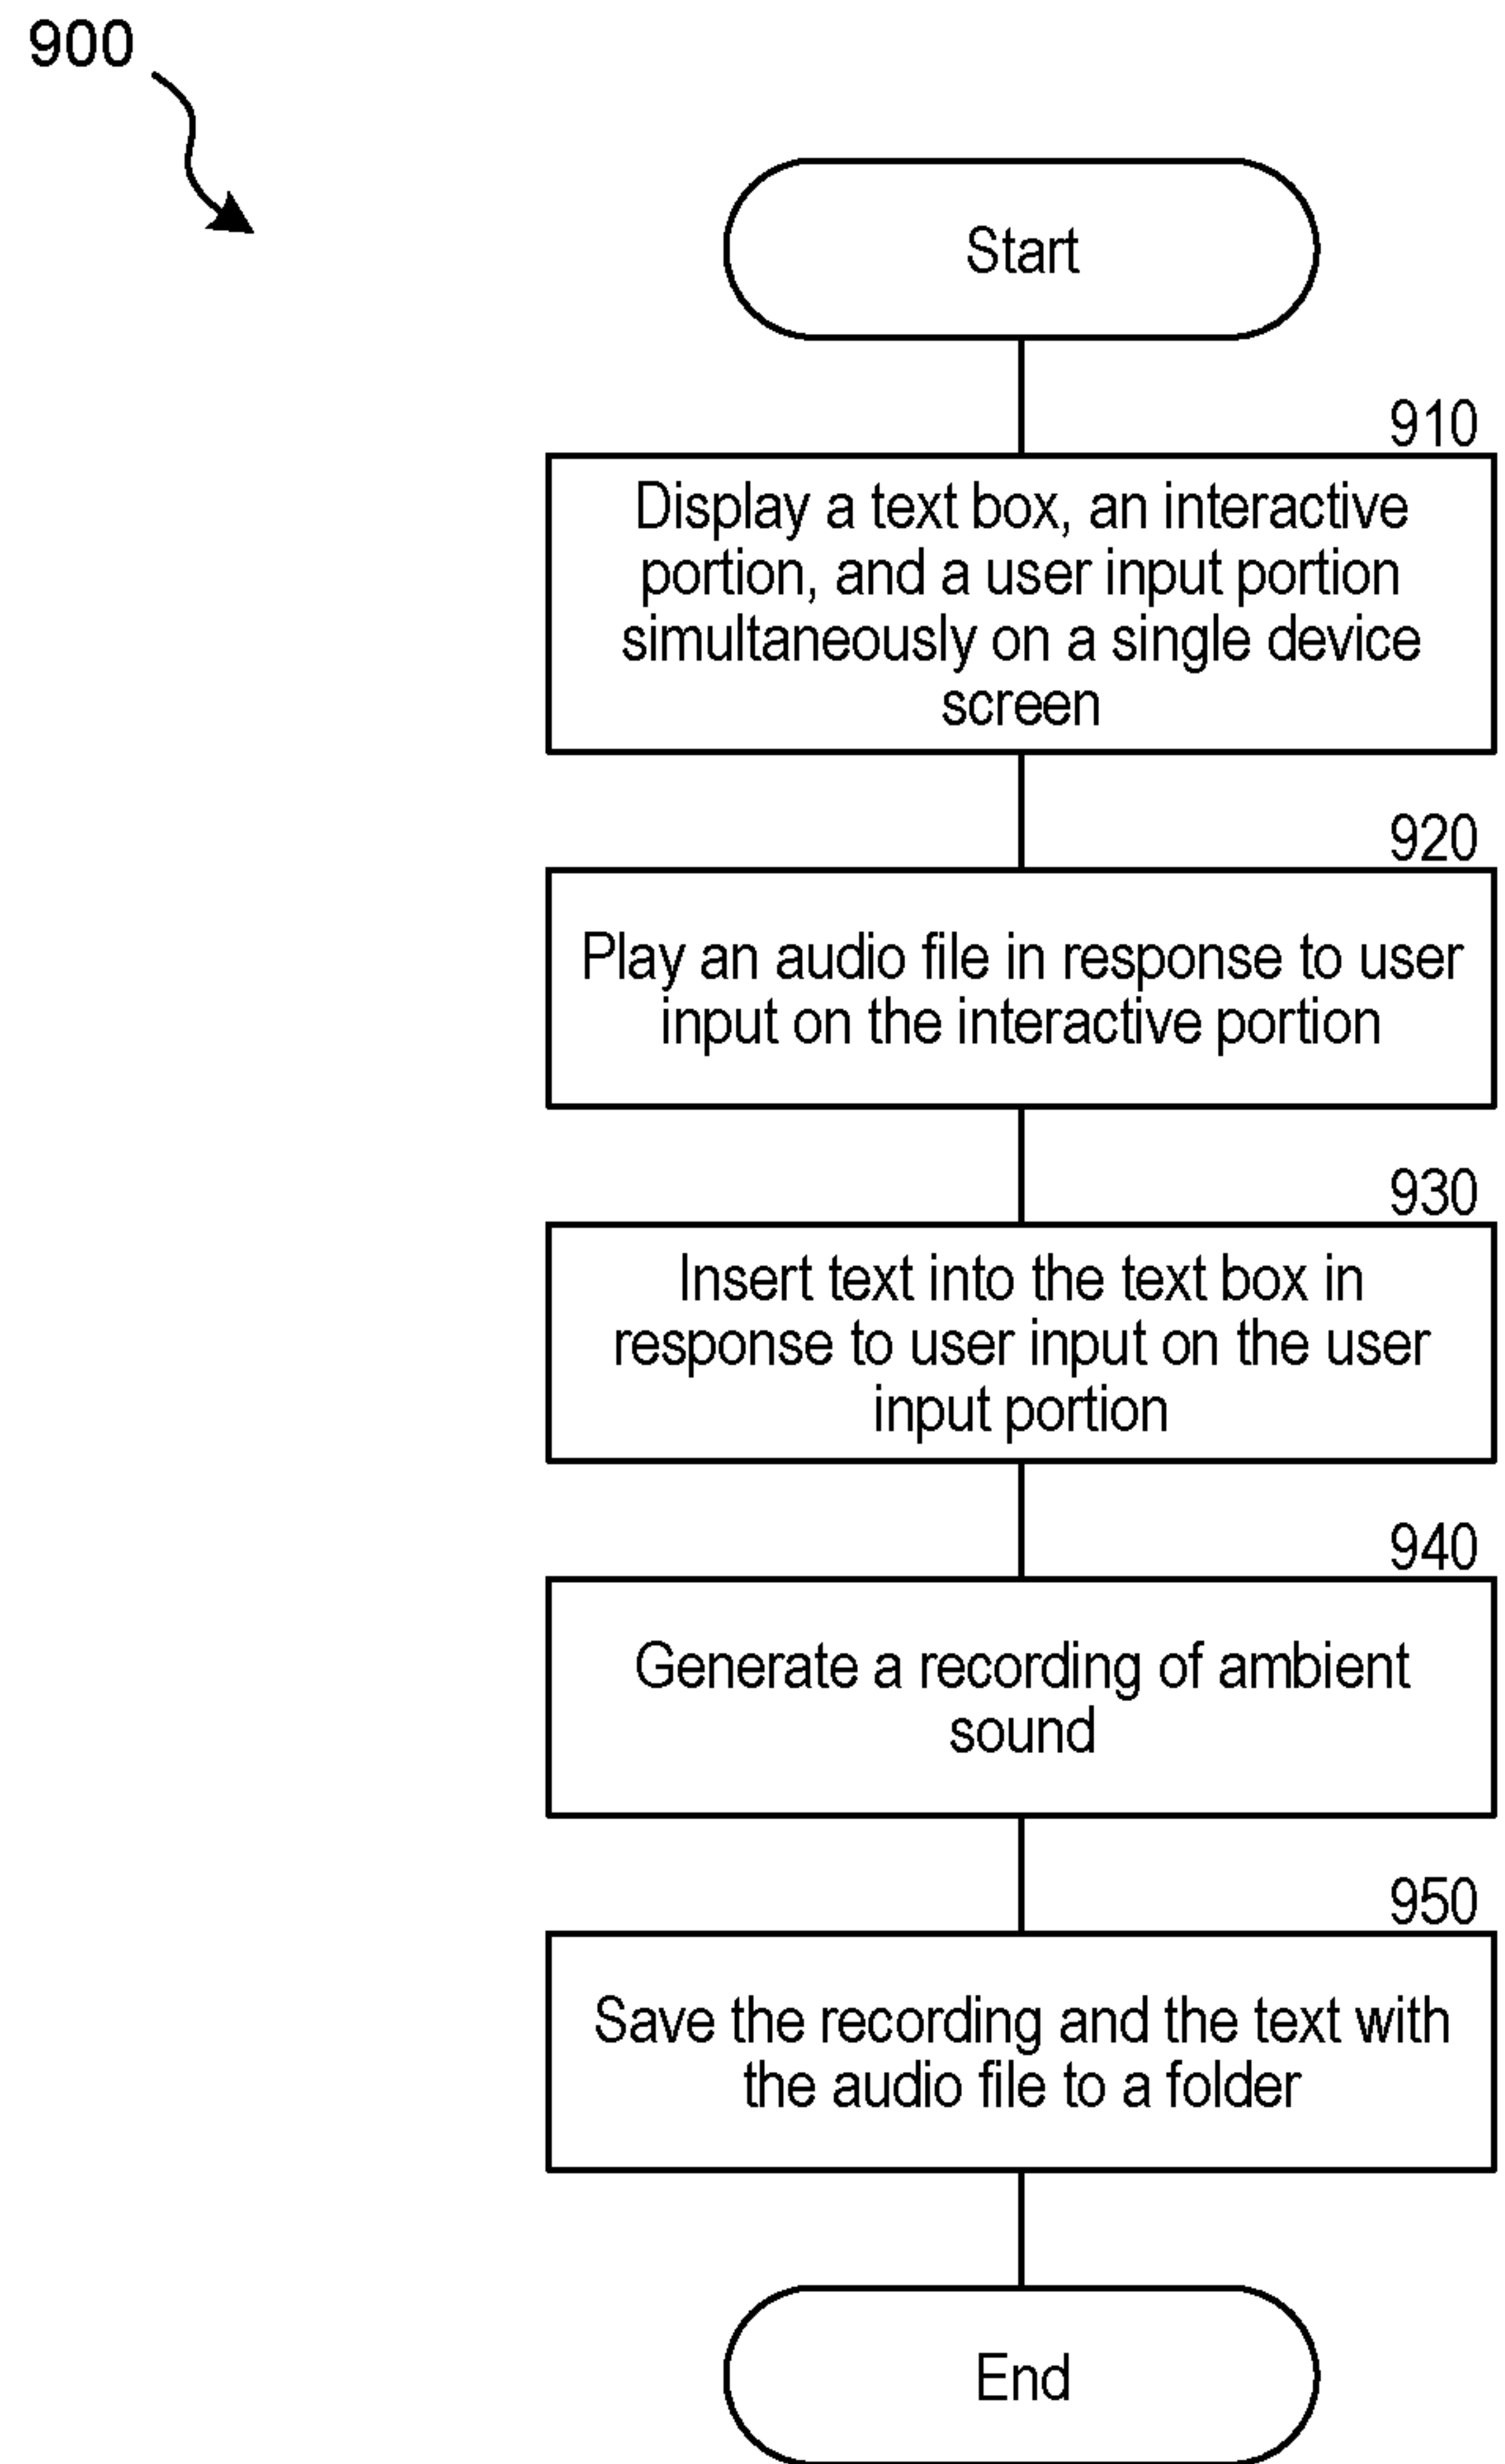 900
Start
910
Display a text box, an interactive
portion, and a user input portion
simultaneously on a single device
screen
920
Play an audio file in response to user
input on the interactive portion
930
Insert text into the text box in
response to user input on the user
input portion
940
Generate a recording of ambient
sound
950
Save the recording and the text with
the audio file to a folder
End